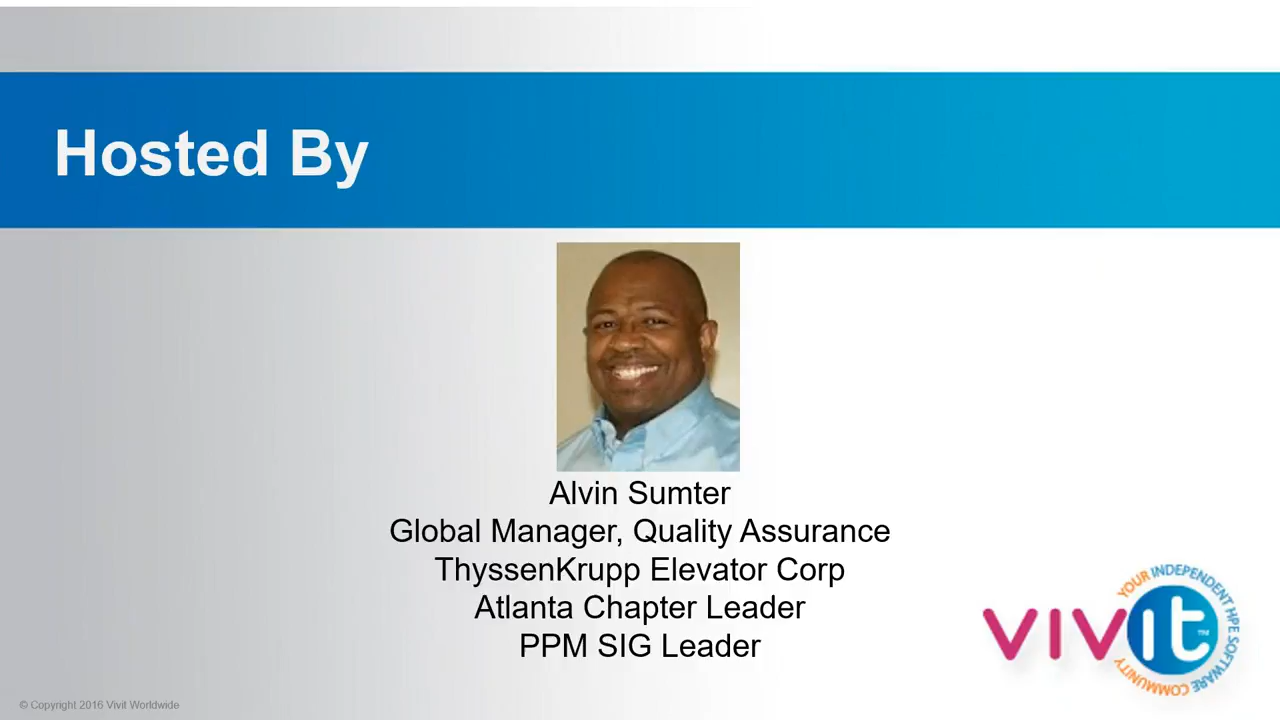 Hosted By
Alvin Sumter
Global Manager, Quality Assurance
ThyssenKrupp Elevator Corp
Atlanta Chapter Leader
PPM SIG Leader
vivit™
YOUR INDEPENDENT HPE SOFTWARE COMMUNITY
© Copyright 2016 Vivit Worldwide